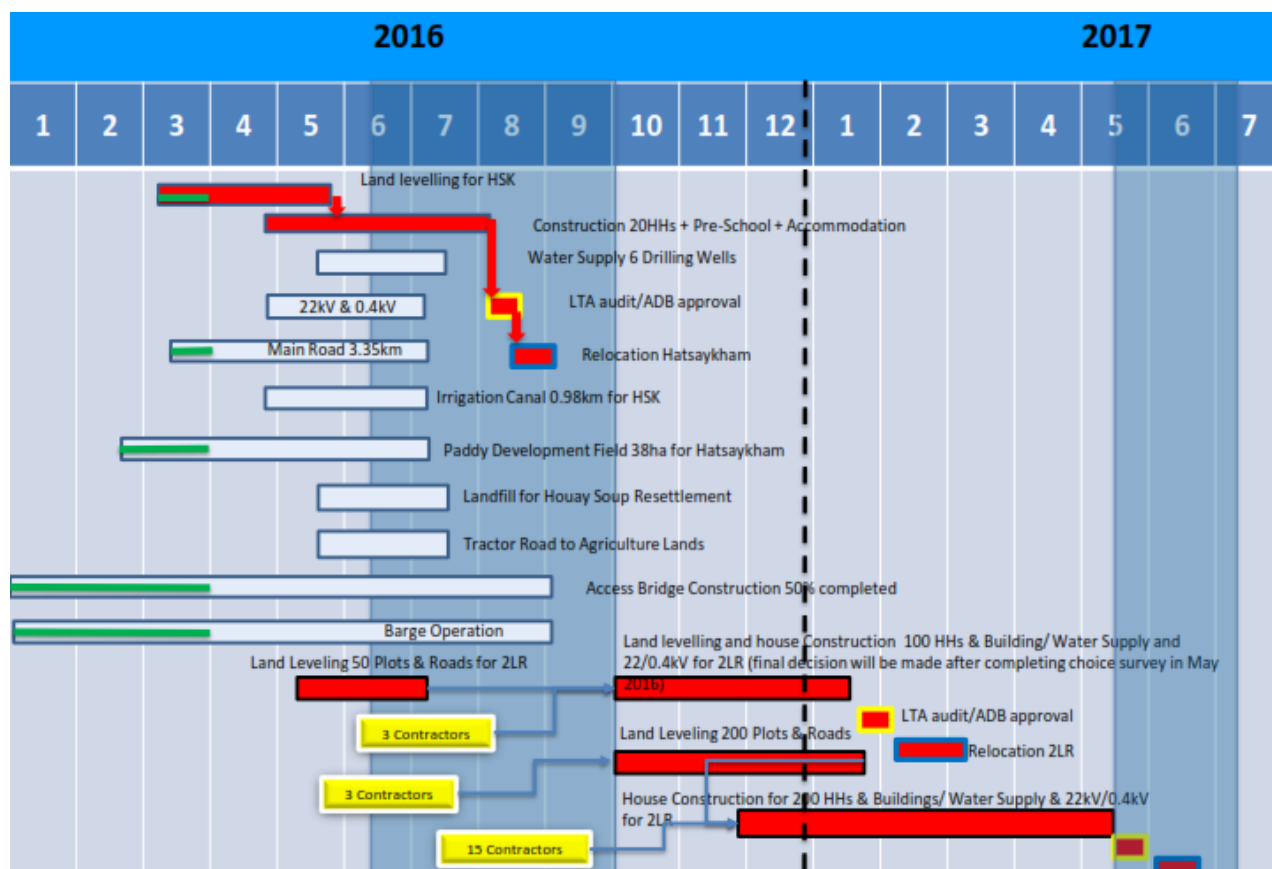 2016 2017
1 2 3 4 5 6 7 8 9 10 11 12 1 2 3 4 5 6 7
Land levelling for HSK
Construction 20HHs + Pre-School + Accommodation
Water Supply 6 Drilling Wells
22kV & 0.4kV
LTA audit/ADB approval
Main Road 3.35km
Relocation Hatsaykham
Irrigation Canal 0.98km for HSK
Paddy Development Field 38ha for Hatsaykham
Landfill for Houay Soup Resettlement
Tractor Road to Agriculture Lands
Access Bridge Construction 50% completed
Barge Operation
Land Leveling 50 Plots & Roads for 2LR
Land levelling and house Construction 100 HHs & Building/ Water Supply and
22/0.4kV for 2LR (final decision will be made after completing choice survey in May
2016)
LTA audit/ADB approval
3 Contractors
Land Leveling 200 Plots & Roads
Relocation 2LR
3 Contractors
House Construction for 200 HHs & Buildings/ Water Supply & 22kV/0.4kV
for 2LR
15 Contractors